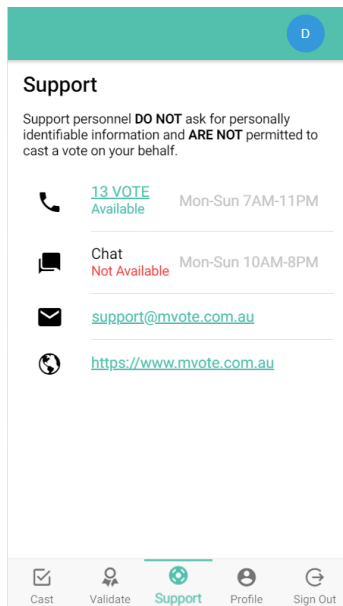 D
Support
Support personnel DO NOT ask for personally
identifiable information and ARE NOT permitted to
cast a vote on your behalf.
13 VOTE
Available
Mon-Sun 7AM-11PM
Chat
Not Available
Mon-Sun 10AM-8PM
support@mvote.com.au
https://www.mvote.com.au
Cast Validate Support Profile Sign Out